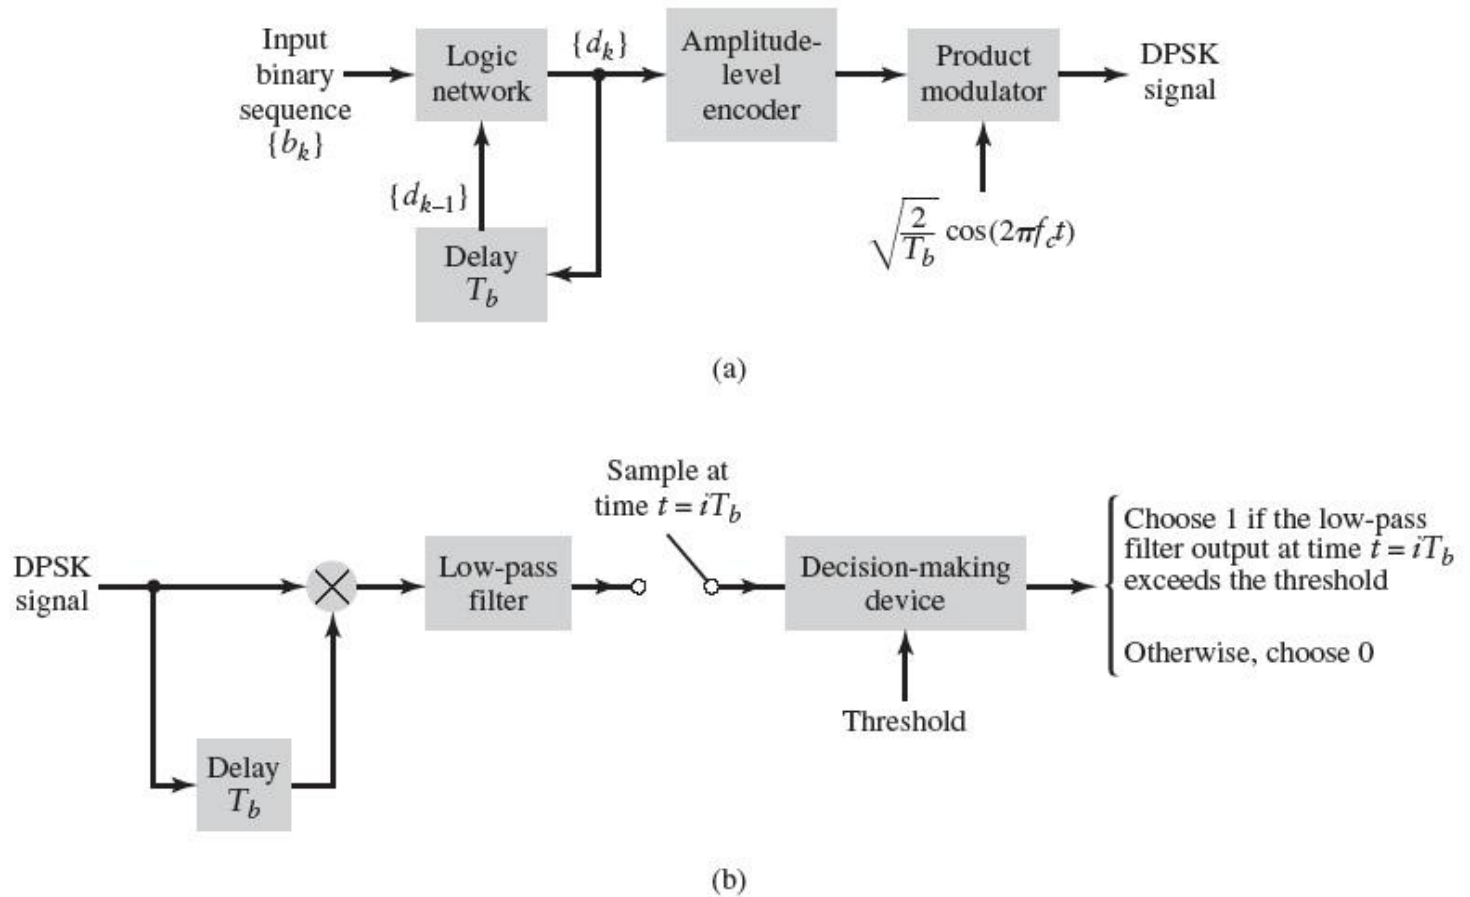 Input
binary
sequence
{b_k}
Logic
network
{d_k}
Amplitude-
level
encoder
Product
modulator
DPSK
signal
{d_{k–1}}
Delay
T_b
√(2/T_b) cos(2πf_ct)
(a)
Sample at
time t = iT_b
DPSK
signal
Low-pass
filter
Decision-making
device
Choose 1 if the low-pass
filter output at time t = iT_b
exceeds the threshold
Otherwise, choose 0
Threshold
Delay
T_b
(b)